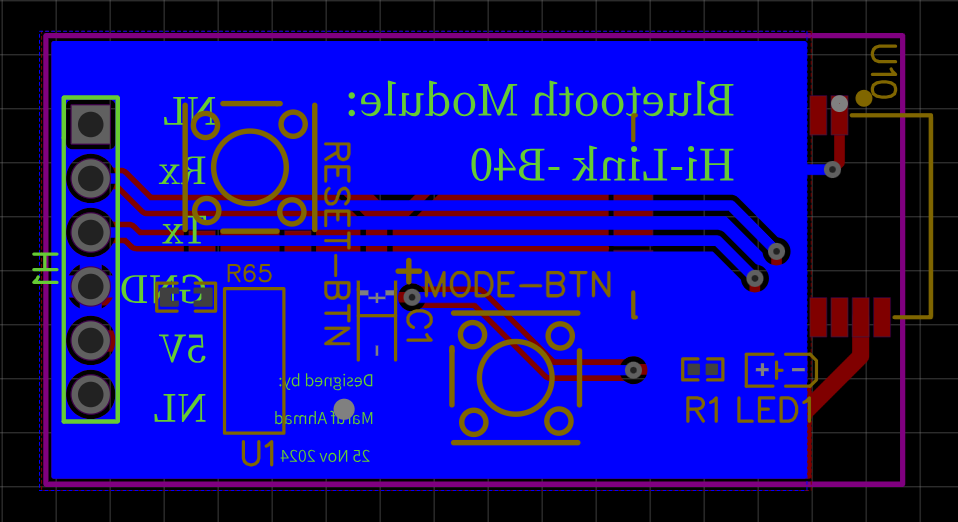 U10
Bluetooth Module:
Hi-Link -B40
NL
Rx
Tx
GND
5V
NL
H1
RESET-BTN
R65
+
MODE-BTN
C1
+ -
U1
Designed by:
Maruf Ahmad
25 Nov 2024
R1
LED1
+ -